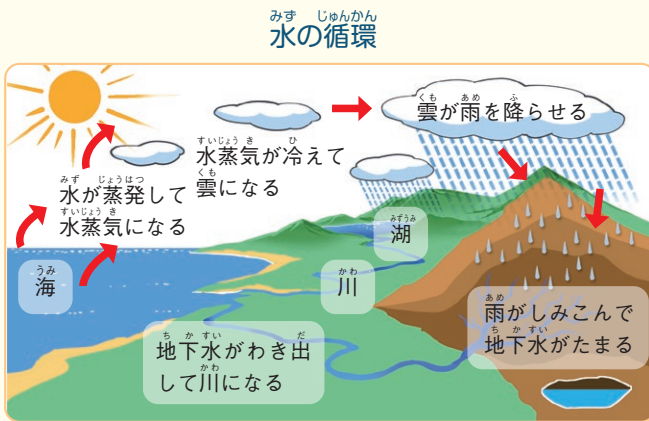 水の循環
雲が雨を降らせる
水蒸気が冷えて
雲になる
水が蒸発して
水蒸気になる
海
湖
川
雨がしみこんで
地下水がたまる
地下水がわき出
して川になる